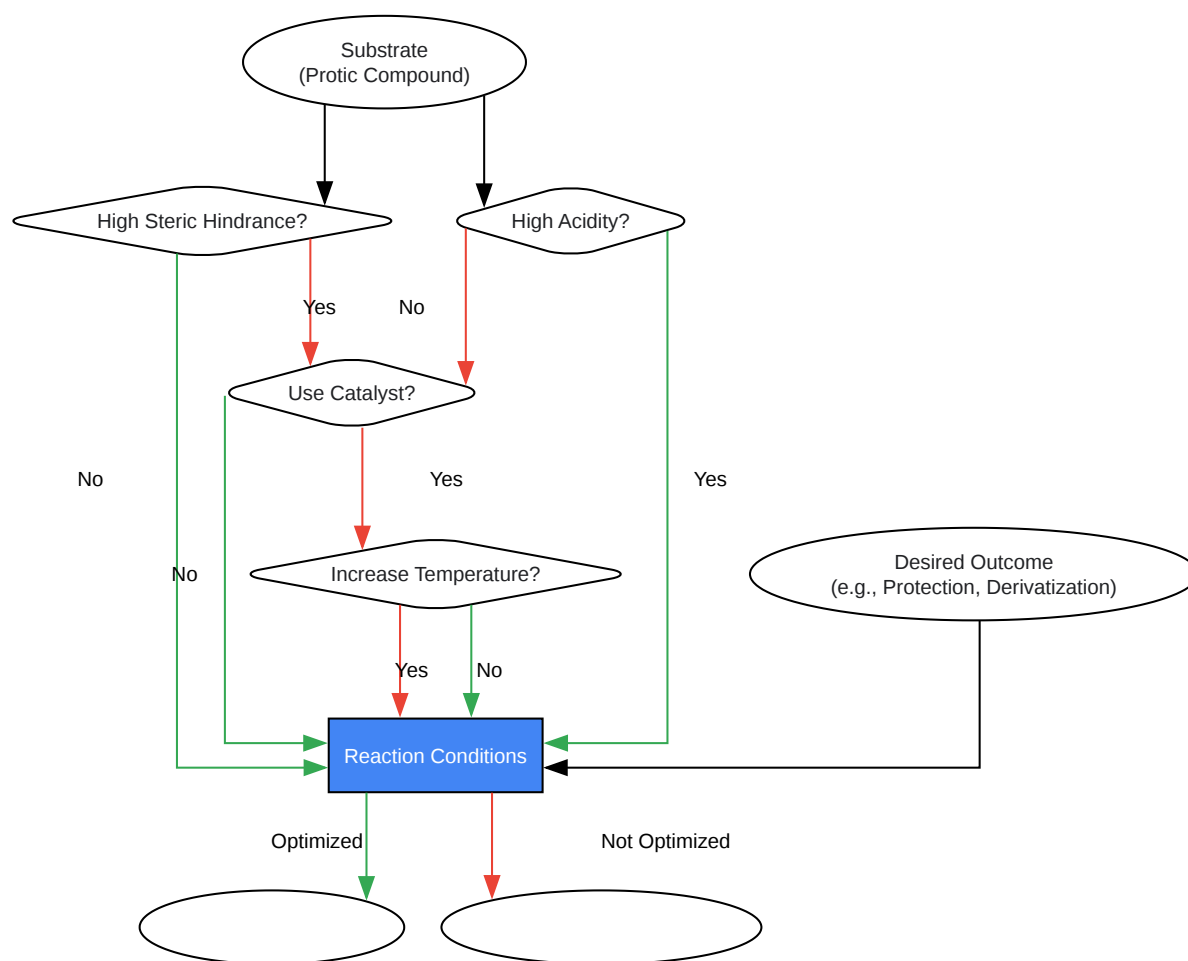 Substrate
(Protic Compound)
High Steric Hindrance?
High Acidity?
Yes
No
Use Catalyst?
No
Yes
Yes
No
Increase Temperature?
Desired Outcome
(e.g., Protection, Derivatization)
Yes
No
Reaction Conditions
Optimized
Not Optimized